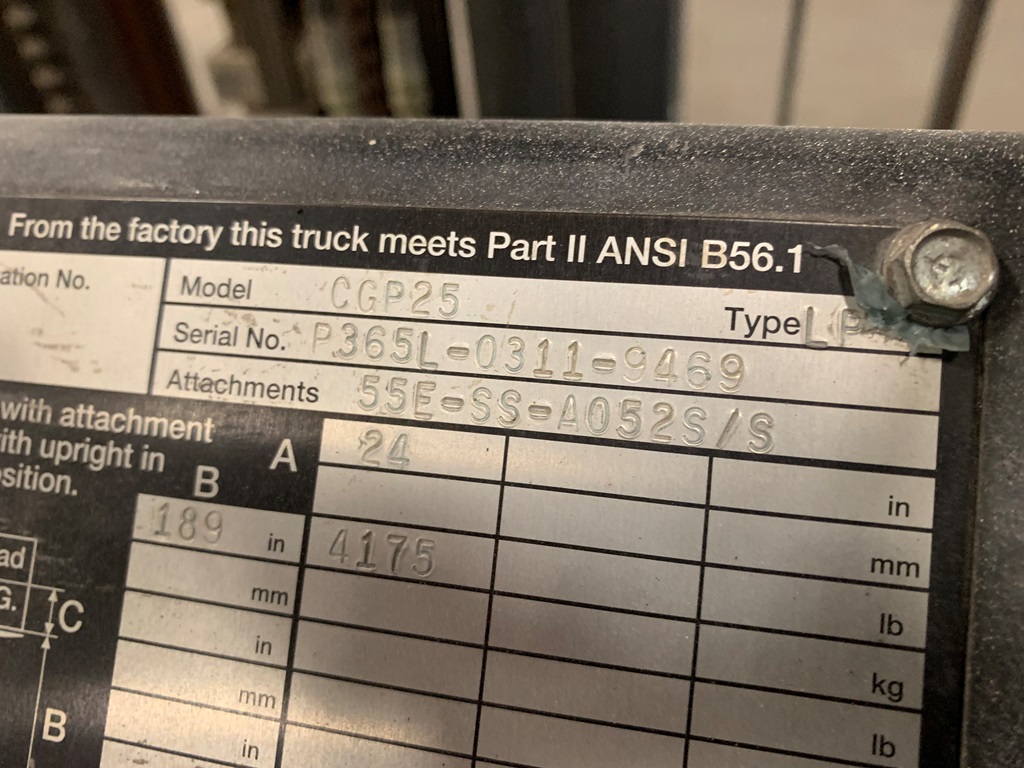 From the factory this truck meets Part II ANSI B56.1
ation No.
Model CGP25 Type LP
Serial No. P365L-0311-9469
Attachments 55E-SS-A052S/S
with attachment
ith upright in
sition.
A 24 in
B
mm
189 in 4175 lb
mm kg
in lb
mm
in
ad
G.
C
B